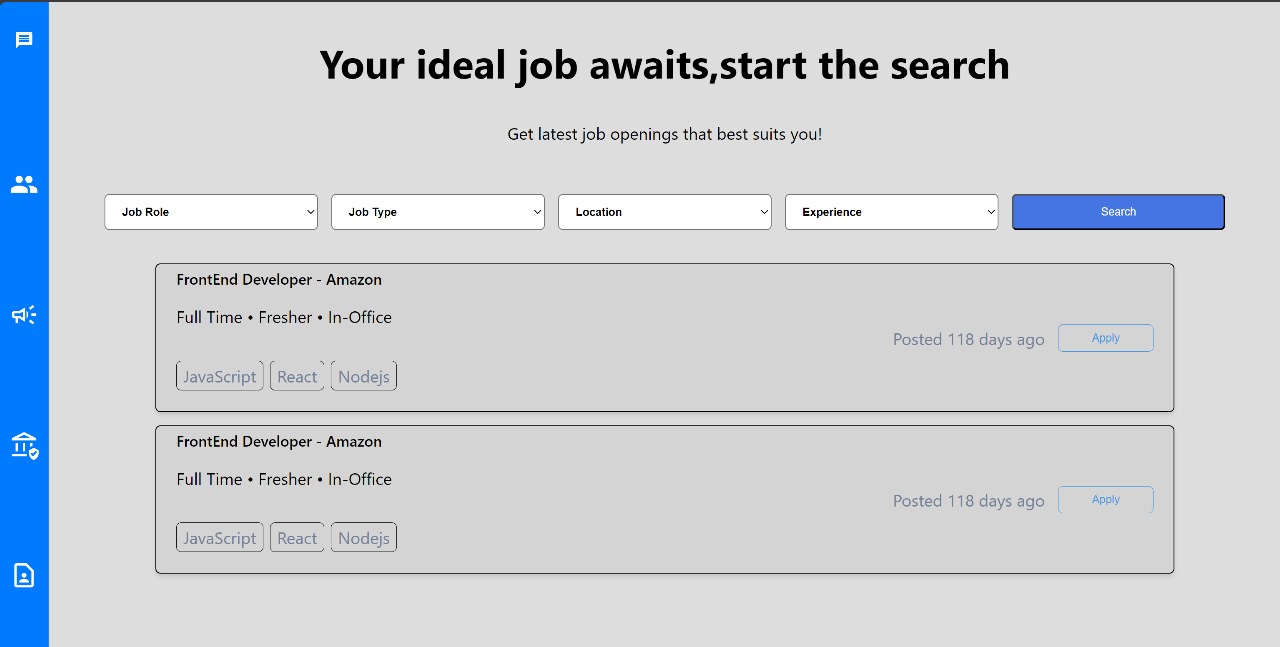 Your ideal job awaits,start the search
Get latest job openings that best suits you!
Job Role Job Type Location Experience Search
FrontEnd Developer - Amazon
Full Time • Fresher • In-Office
Posted 118 days ago Apply
JavaScript React Nodejs
FrontEnd Developer - Amazon
Full Time • Fresher • In-Office
Posted 118 days ago Apply
JavaScript React Nodejs